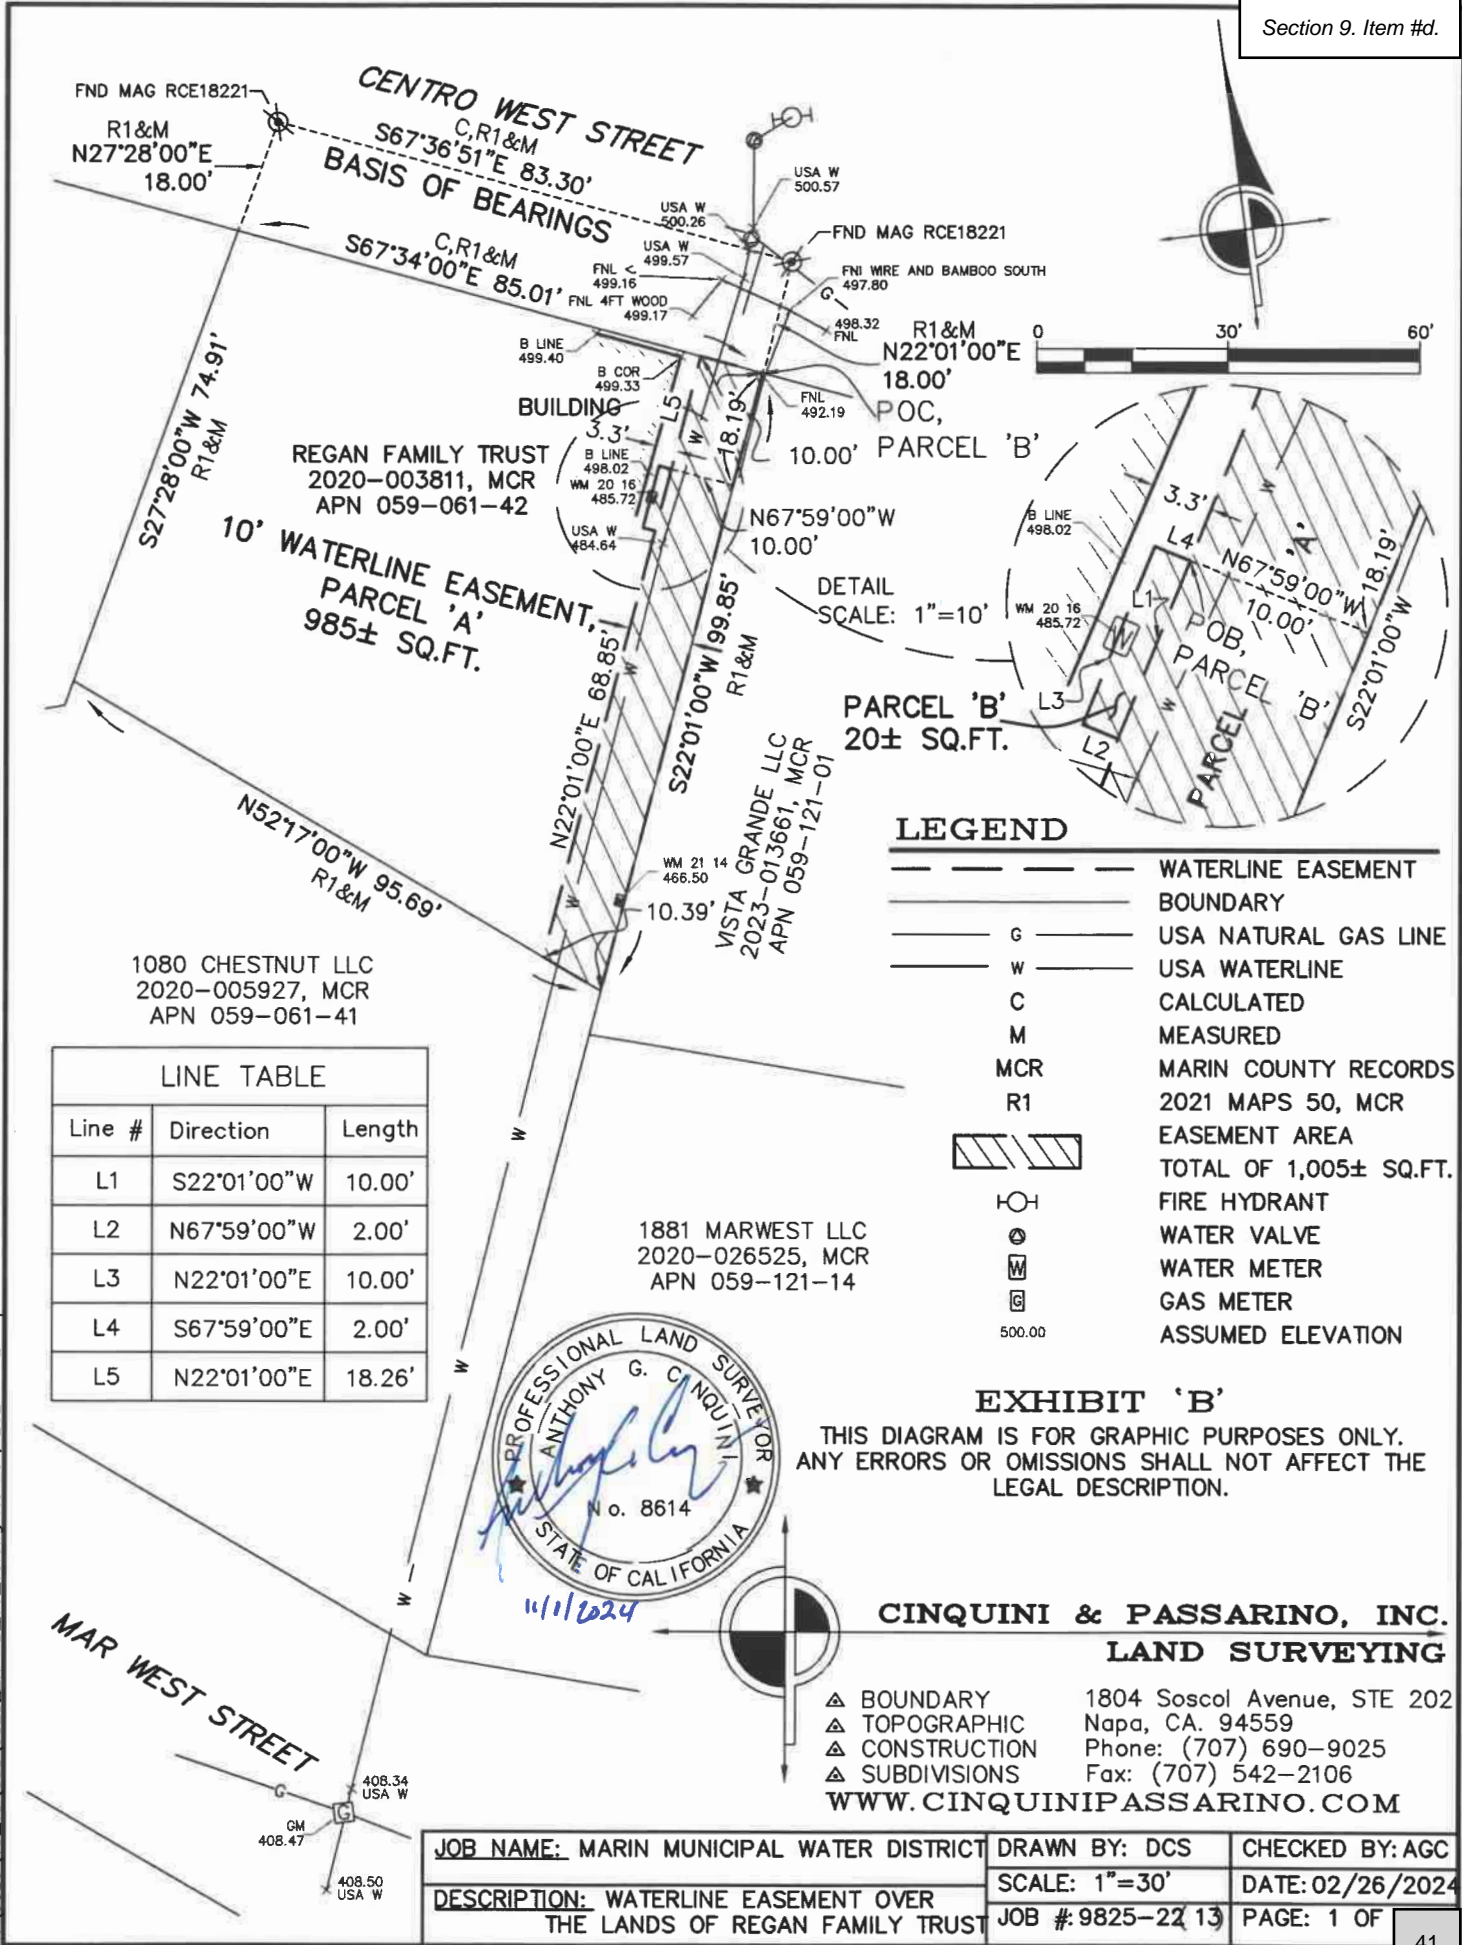 Section 9. Item #d.
FND MAG RCE18221
R1&M
N27°28'00"E
18.00'
CENTRO WEST STREET
C,R1&M
S67°36'51"E 83.30'
BASIS OF BEARINGS
C,R1&M
S67°34'00"E 85.01'
USA W
500.57
USA W
500.26
USA W
499.57
FND MAG RCE18221
FNL <
499.16
FNL 4FT WOOD
499.17
FNI WIRE AND BAMBOO SOUTH
497.80
G
498.32
FNL
R1&M
N22°01'00"E
18.00'
0 30' 60'
B LINE
499.40
B COR
499.33
BUILDING
3.3'
L5
W
18.19'
FNL
492.19
POC,
PARCEL 'B'
10.00'
B LINE
498.02
WM 20 16
485.72
USA W
484.64
REGAN FAMILY TRUST
2020-003811, MCR
APN 059-061-42
S27°28'00"W 74.91'
R1&M
10' WATERLINE EASEMENT,
PARCEL 'A'
985± SQ.FT.
N67°59'00"W
10.00'
DETAIL
SCALE: 1"=10'
B LINE
498.02
3.3'
W
L4
'A'
N67°59'00"W
10.00'
18.19'
L1
WM 20 16
485.72
W
POB,
PARCEL 'B'
L3
L2
W
PARCEL
S22°01'00"W
PARCEL 'B'
20± SQ.FT.
N22°01'00"E 68.85'
W
W
S22°01'00"W 199.85'
R1&M
VISTA GRANDE LLC
2023-013661, MCR
APN 059-121-01
WM 21 14
466.50
10.39'
N52°17'00"W 95.69'
R1&M
1080 CHESTNUT LLC
2020-005927, MCR
APN 059-061-41
LEGEND
WATERLINE EASEMENT
BOUNDARY
G USA NATURAL GAS LINE
W USA WATERLINE
C CALCULATED
M MEASURED
MCR MARIN COUNTY RECORDS
R1 2021 MAPS 50, MCR
EASEMENT AREA
TOTAL OF 1,005± SQ.FT.
FIRE HYDRANT
WATER VALVE
W WATER METER
G GAS METER
500.00 ASSUMED ELEVATION
LINE TABLE
Line # Direction Length
L1 S22°01'00"W 10.00'
L2 N67°59'00"W 2.00'
L3 N22°01'00"E 10.00'
L4 S67°59'00"E 2.00'
L5 N22°01'00"E 18.26'
W
W
W
1881 MARWEST LLC
2020-026525, MCR
APN 059-121-14
PROFESSIONAL LAND SURVEYOR
ANTHONY G. CINQUINI
No. 8614
STATE OF CALIFORNIA
11/1/2024
EXHIBIT 'B'
THIS DIAGRAM IS FOR GRAPHIC PURPOSES ONLY.
ANY ERRORS OR OMISSIONS SHALL NOT AFFECT THE
LEGAL DESCRIPTION.
CINQUINI & PASSARINO, INC.
LAND SURVEYING
BOUNDARY
TOPOGRAPHIC
CONSTRUCTION
SUBDIVISIONS
1804 Soscol Avenue, STE 202
Napa, CA. 94559
Phone: (707) 690-9025
Fax: (707) 542-2106
WWW.CINQUINIPASSARINO.COM
MAR WEST STREET
G
408.34
USA W
G
GM
408.47
408.50
USA W
JOB NAME: MARIN MUNICIPAL WATER DISTRICT
DESCRIPTION: WATERLINE EASEMENT OVER
THE LANDS OF REGAN FAMILY TRUST
DRAWN BY: DCS
CHECKED BY: AGC
SCALE: 1"=30'
DATE: 02/26/2024
JOB #: 9825-22(13)
PAGE: 1 OF
41